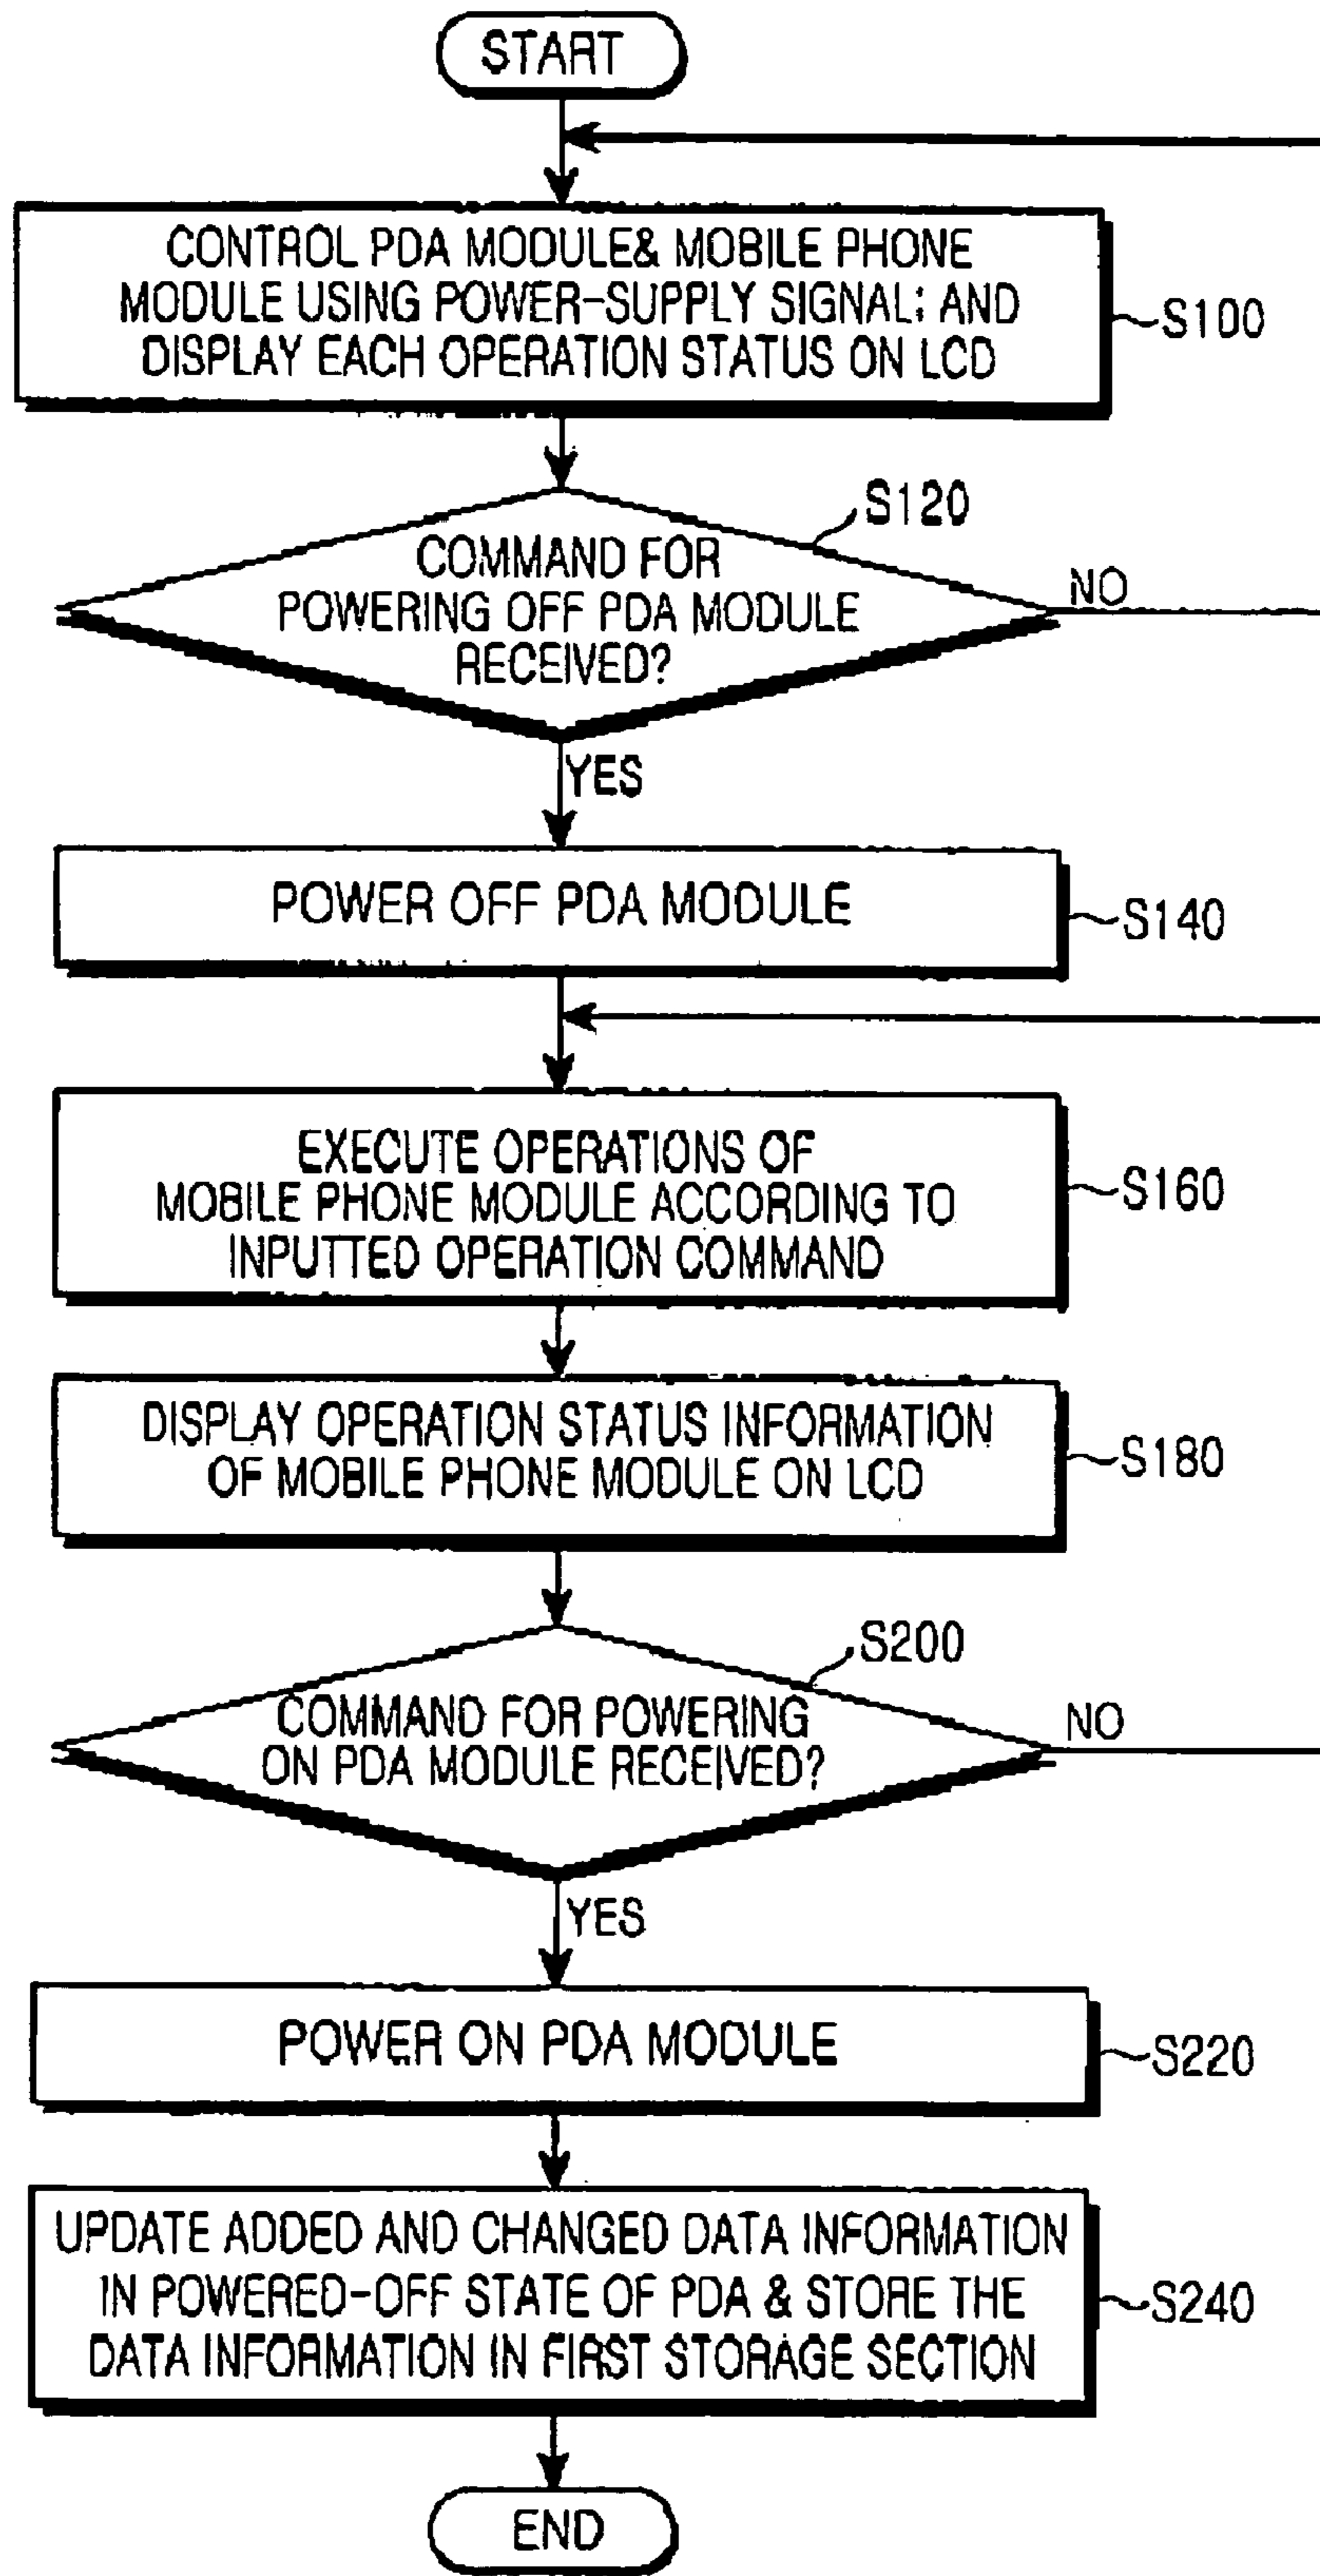 START
CONTROL PDA MODULE& MOBILE PHONE
MODULE USING POWER-SUPPLY SIGNAL; AND
DISPLAY EACH OPERATION STATUS ON LCD
S100
S120
COMMAND FOR
POWERING OFF PDA MODULE
RECEIVED?
NO
YES
POWER OFF PDA MODULE
S140
EXECUTE OPERATIONS OF
MOBILE PHONE MODULE ACCORDING TO
INPUTTED OPERATION COMMAND
S160
DISPLAY OPERATION STATUS INFORMATION
OF MOBILE PHONE MODULE ON LCD
S180
S200
COMMAND FOR POWERING
ON PDA MODULE RECEIVED?
NO
YES
POWER ON PDA MODULE
S220
UPDATE ADDED AND CHANGED DATA INFORMATION
IN POWERED-OFF STATE OF PDA & STORE THE
DATA INFORMATION IN FIRST STORAGE SECTION
S240
END